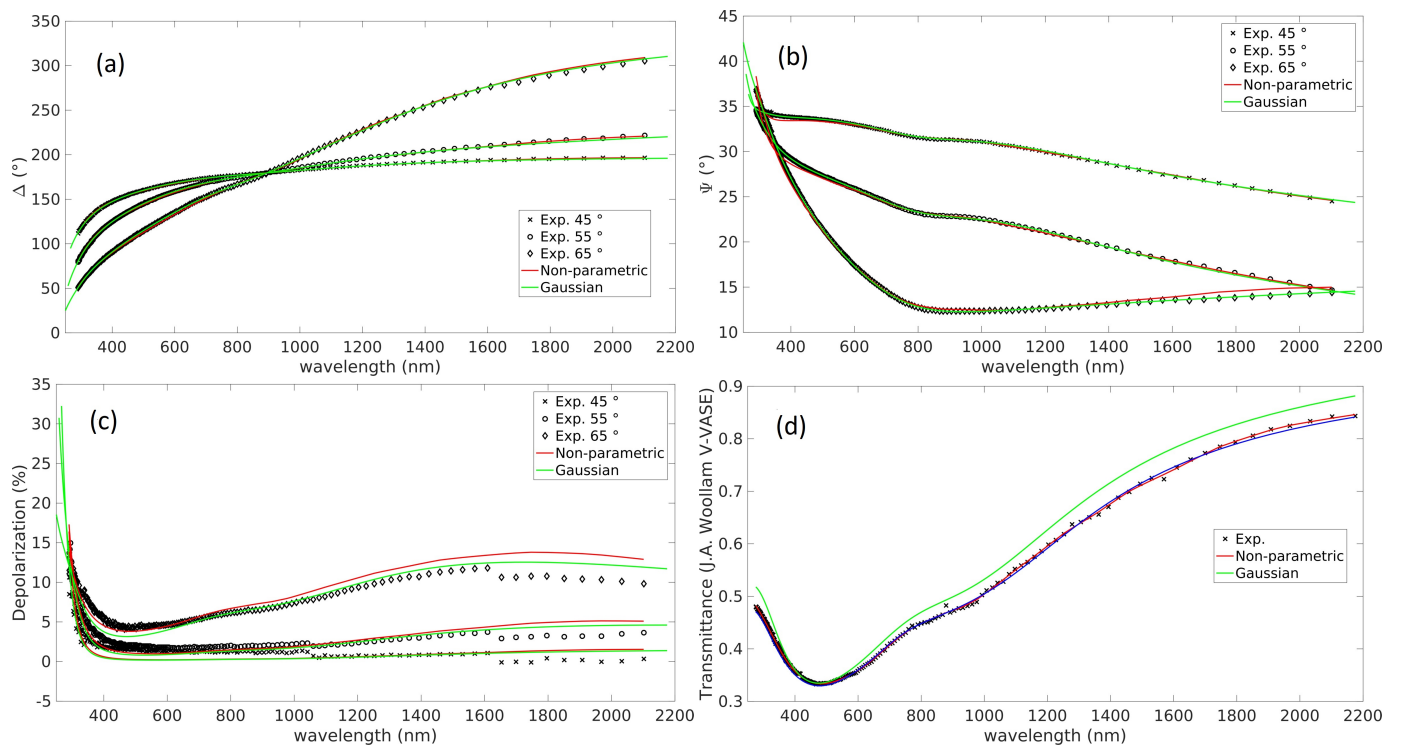 (a)
350
300
250
200
150
100
50
0
Δ (°)
400 600 800 1000 1200 1400 1600 1800 2000 2200
wavelength (nm)
Exp. 45 °
Exp. 55 °
Exp. 65 °
Non-parametric
Gaussian
(b)
45
40
35
30
25
20
15
10
Ψ (°)
400 600 800 1000 1200 1400 1600 1800 2000 2200
wavelength (nm)
Exp. 45 °
Exp. 55 °
Exp. 65 °
Non-parametric
Gaussian
(c)
35
30
25
20
15
10
5
0
-5
Depolarization (%)
400 600 800 1000 1200 1400 1600 1800 2000 2200
wavelength (nm)
Exp. 45 °
Exp. 55 °
Exp. 65 °
Non-parametric
Gaussian
(d)
0.9
0.8
0.7
0.6
0.5
0.4
0.3
Transmittance (J.A. Woollam V-VASE)
400 600 800 1000 1200 1400 1600 1800 2000 2200
wavelength (nm)
Exp.
Non-parametric
Gaussian